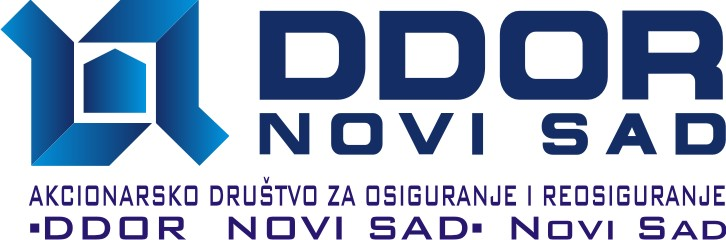 DDOR
NOVI SAD
AKCIONARSKO DRUŠTVO ZA OSIGURANJE I REOSIGURANJE
▪DDOR NOVI SAD▪ NOVI SAD